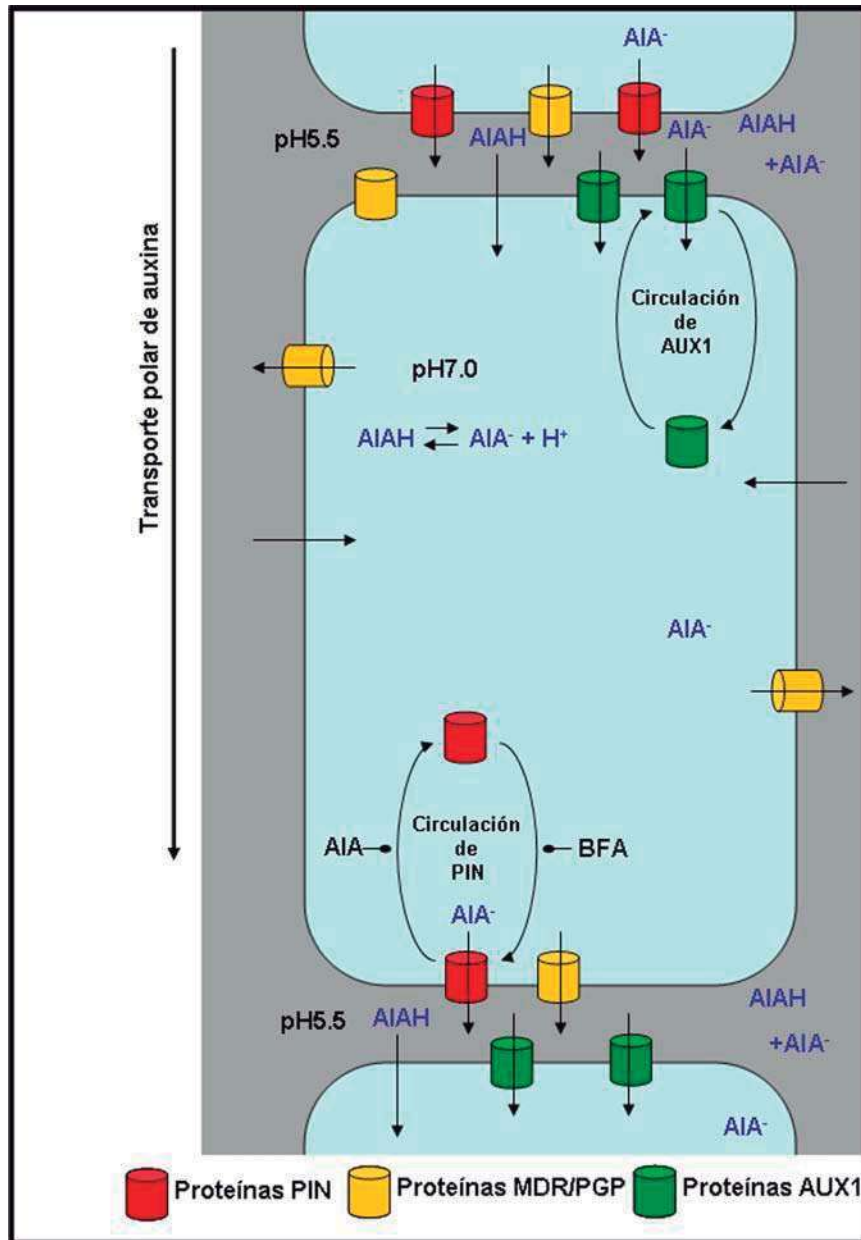 AIA⁻
pH5.5
AIAH
AIA⁻
AIAH
+AIA⁻
Transporte polar de auxina
Circulación
de
AUX1
pH7.0
AIAH
AIA⁻ + H⁺
AIA⁻
AIA
Circulación
de
PIN
BFA
AIA⁻
pH5.5
AIAH
AIAH
+AIA⁻
AIA⁻
Proteínas PIN
Proteínas MDR/PGP
Proteínas AUX1